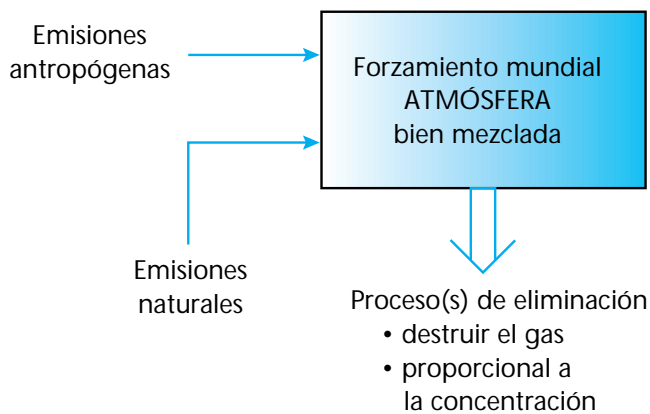 Emisiones
antropógenas
Forzamiento mundial
ATMÓSFERA
bien mezclada
Emisiones
naturales
Proceso(s) de eliminación
• destruir el gas
• proporcional a
la concentración